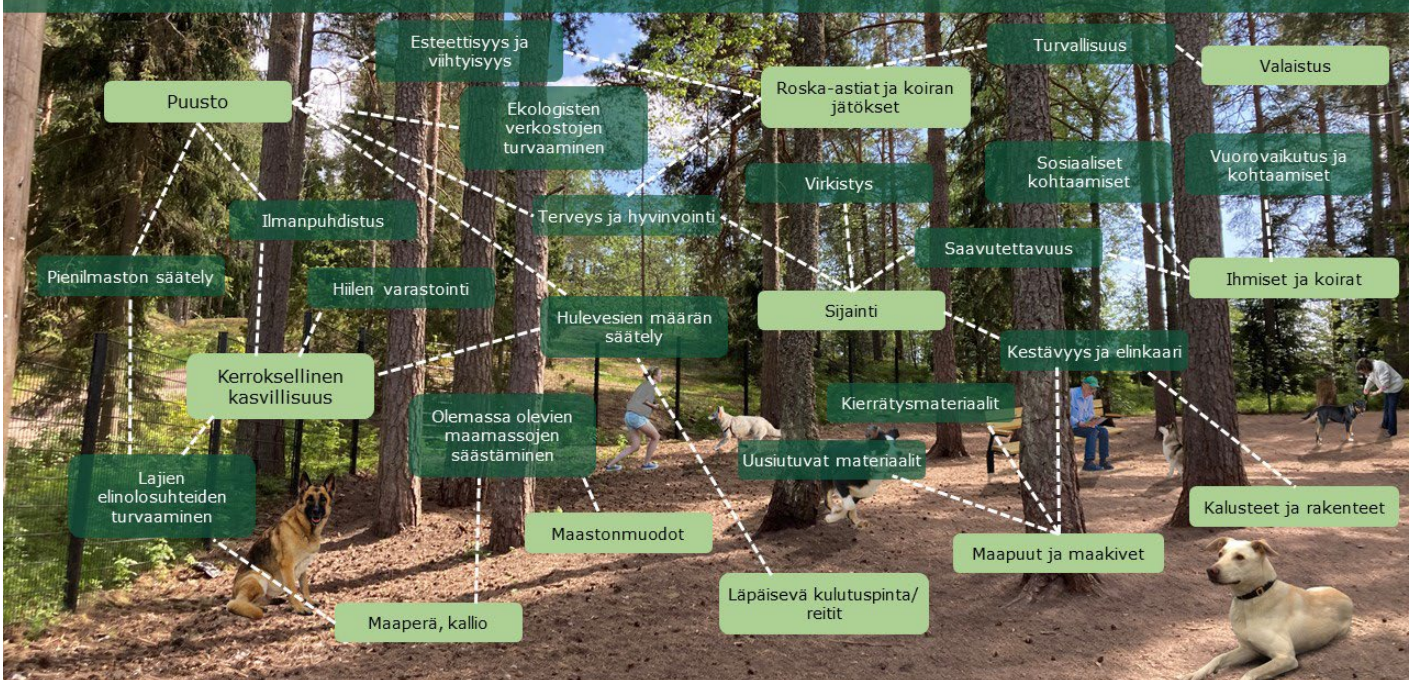 Esteettisyys ja
viihtyisyys
Turvallisuus
Valaistus
Puusto
Roska-astiat ja koiran
jätökset
Ekologisten
verkostojen
turvaaminen
Sosiaaliset
kohtaamiset
Vuorovaikutus ja
kohtaamiset
Virkistys
Ilmanpuhdistus
Terveys ja hyvinvointi
Saavutettavuus
Pienilmaston säätely
Hiilen varastointi
Ihmiset ja koirat
Sijainti
Hulevesien määrän
säätely
Kestävyys ja elinkaari
Kerroksellinen
kasvillisuus
Kierrätysmateriaalit
Olemassa olevien
maamassojen
säästäminen
Uusiutuvat materiaalit
Lajien
elinolosuhteiden
turvaaminen
Kalusteet ja rakenteet
Maastonmuodot
Maapuut ja maakivet
Läpäisevä kulutuspinta/
reitit
Maaperä, kallio